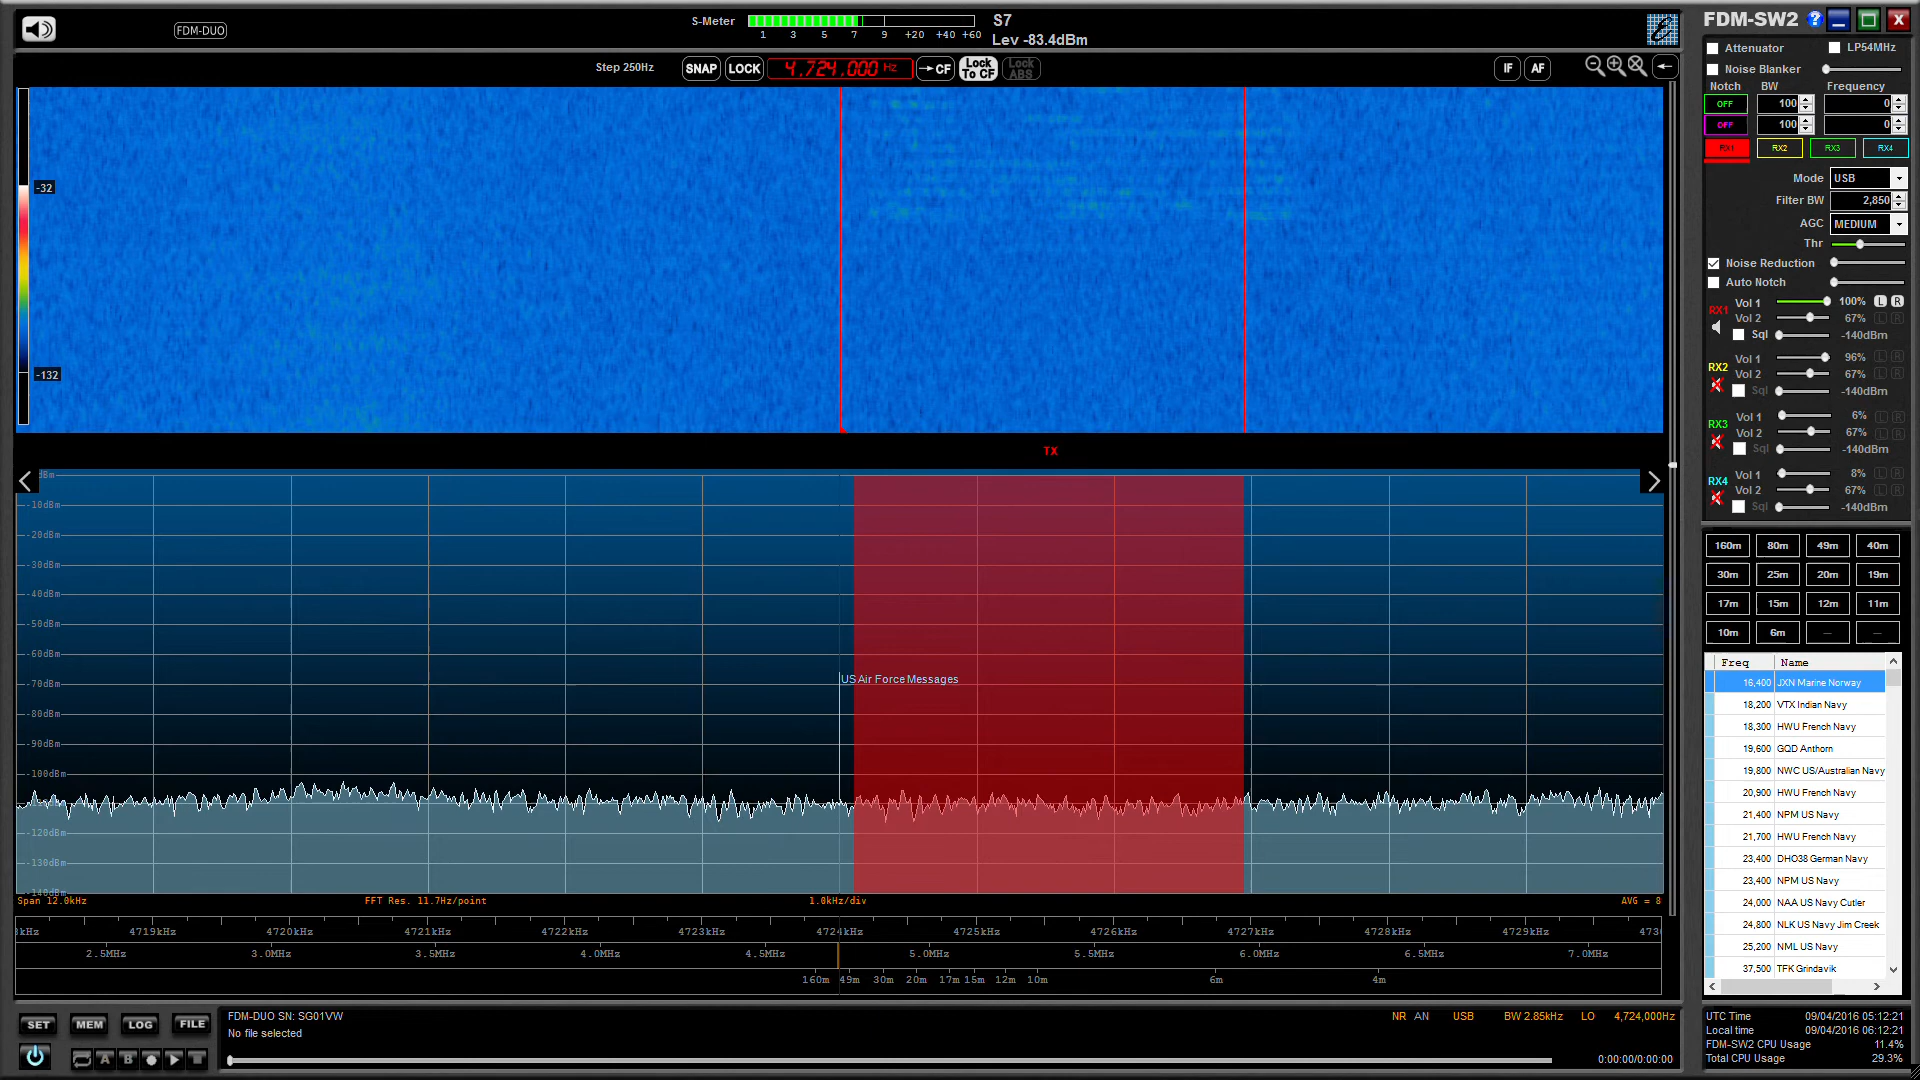 FDM-DUO
S-Meter
1 3 5 7 9 +20 +40 +60
S7
Lev -83.4dBm
FDM-SW2
?
X
Step 250Hz
SNAP
LOCK
4.724.000 Hz
→CF
Lock To CF
Lock ABS
IF
AF
-32
-132
TX
dBm
-10dBm
-20dBm
-30dBm
-40dBm
-50dBm
-60dBm
-70dBm
-80dBm
-90dBm
-100dBm
-120dBm
-130dBm
-140dBm
US Air Force Messages
Span 12.0kHz
FFT Res. 11.7Hz/point
1.0kHz/div
AVG = 8
kHz 4719kHz 4720kHz 4721kHz 4722kHz 4723kHz 4724kHz 4725kHz 4726kHz 4727kHz 4728kHz 4729kHz 4730
2.5MHz 3.0MHz 3.5MHz 4.0MHz 4.5MHz 5.0MHz 5.5MHz 6.0MHz 6.5MHz 7.0MHz
160m 49m 30m 20m 17m 15m 12m 10m 6m 4m
SET
MEM
LOG
FILE
A
B
FDM-DUO SN: SG01VW
No file selected
NR AN USB BW 2.85kHz LO 4,724,000Hz
0:00:00/0:00:00
Attenuator
LP54MHz
Noise Blanker
Notch BW Frequency
OFF 100 0
OFF 100 0
RX1 RX2 RX3 RX4
Mode USB
Filter BW 2,850
AGC MEDIUM
Thr
Noise Reduction
Auto Notch
RX1
Vol 1 100% L R
Vol 2 67% L R
Sql -140dBm
RX2
Vol 1 96% L R
Vol 2 67% L R
Sql -140dBm
RX3
Vol 1 6% L R
Vol 2 67% L R
Sql -140dBm
RX4
Vol 1 8% L R
Vol 2 67% L R
Sql -140dBm
160m 80m 49m 40m
30m 25m 20m 19m
17m 15m 12m 11m
10m 6m --- ---
Freq Name
16,400 JXN Marine Norway
18,200 VTX Indian Navy
18,300 HWU French Navy
19,600 GQD Anthorn
19,800 NWC US/Australian Navy
20,900 HWU French Navy
21,400 NPM US Navy
21,700 HWU French Navy
23,400 DHO38 German Navy
23,400 NPM US Navy
24,000 NAA US Navy Cutler
24,800 NLK US Navy Jim Creek
25,200 NML US Navy
37,500 TFK Grindavik
UTC Time 09/04/2016 05:12:21
Local time 09/04/2016 06:12:21
FDM-SW2 CPU Usage 11.4%
Total CPU Usage 29.3%